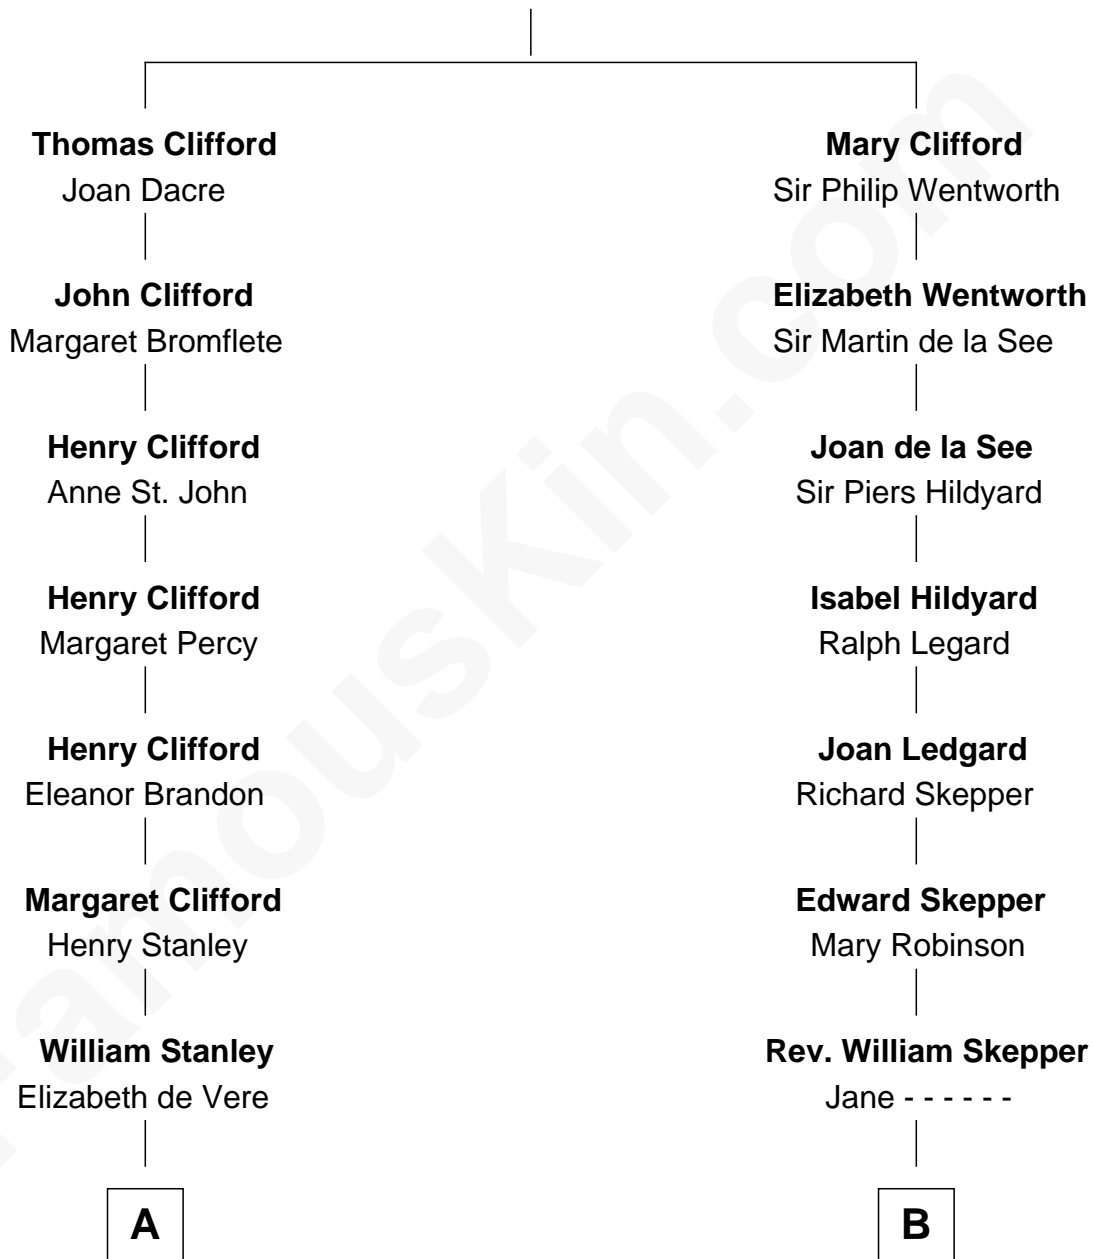 Thomas Clifford
Joan Dacre
John Clifford
Margaret Bromflete
Henry Clifford
Anne St. John
Henry Clifford
Margaret Percy
Henry Clifford
Eleanor Brandon
Margaret Clifford
Henry Stanley
William Stanley
Elizabeth de Vere
A
Mary Clifford
Sir Philip Wentworth
Elizabeth Wentworth
Sir Martin de la See
Joan de la See
Sir Piers Hildyard
Isabel Hildyard
Ralph Legard
Joan Ledgard
Richard Skepper
Edward Skepper
Mary Robinson
Rev. William Skepper
Jane - - - - - -
B
FamousKin.com